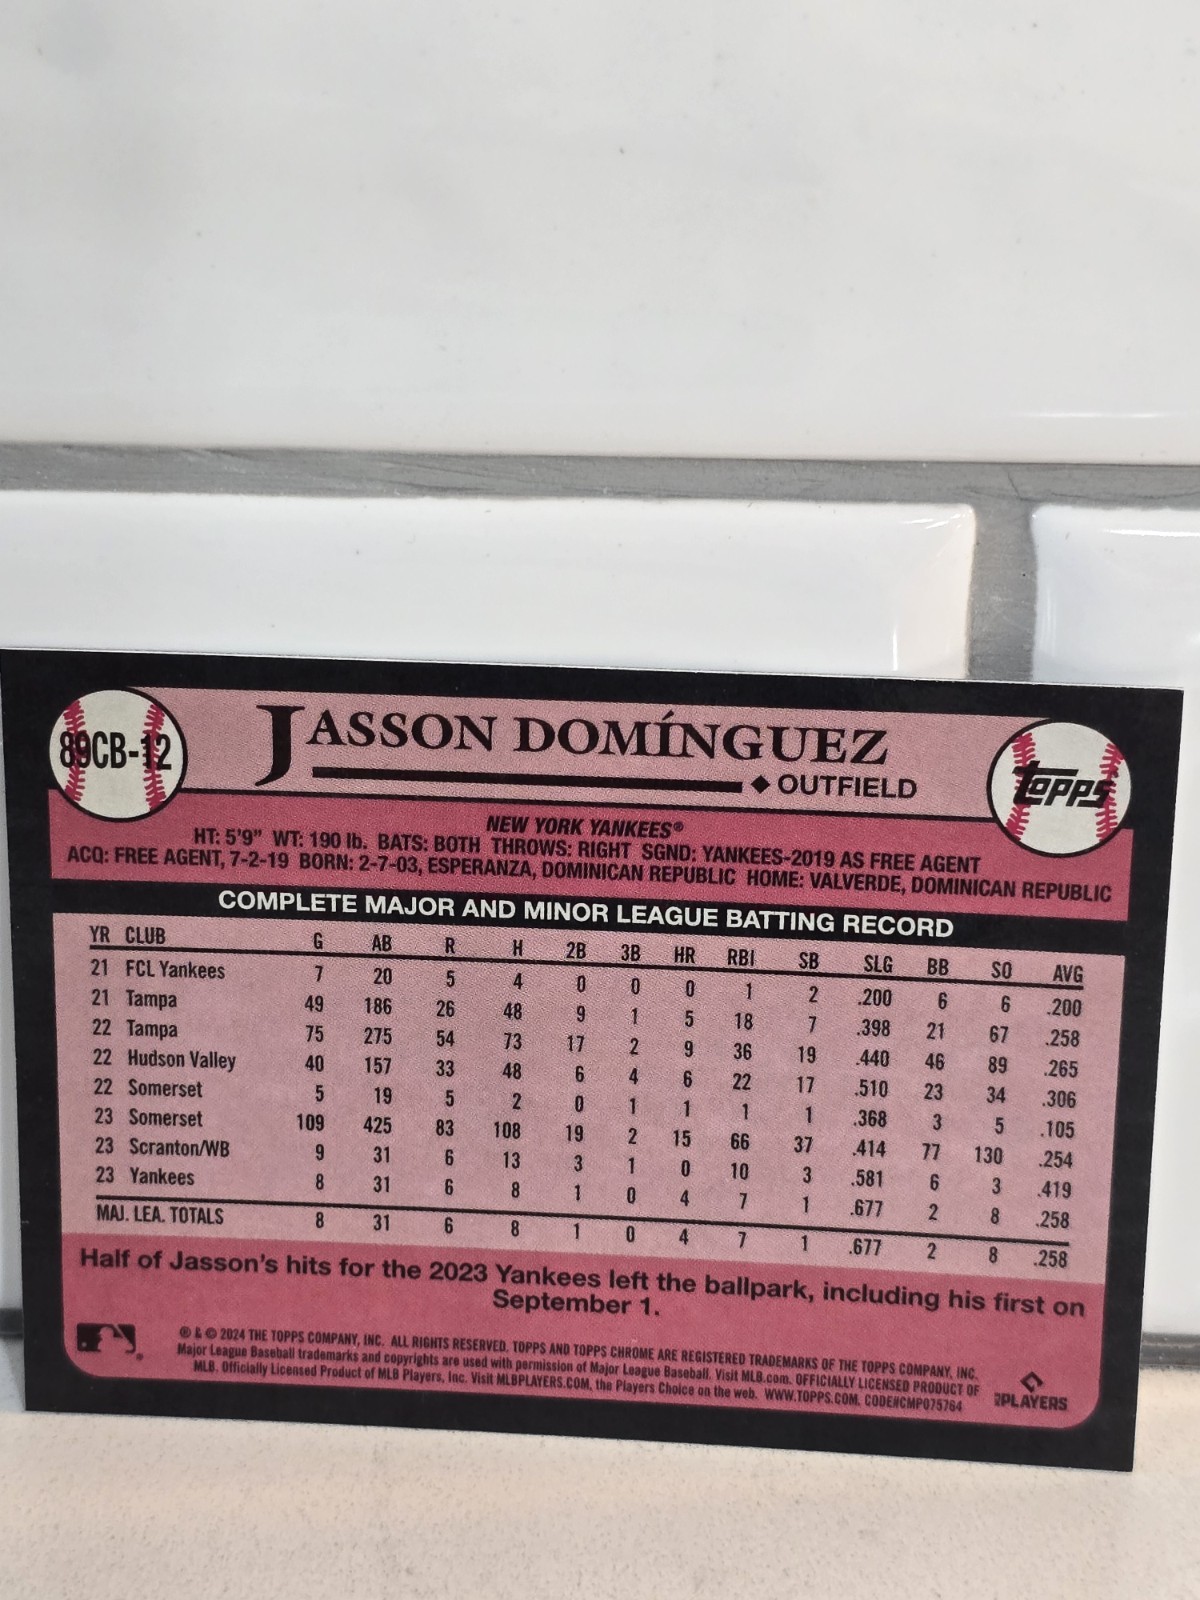 89CB-12
JASSON DOMÍNGUEZ
◆ OUTFIELD
TOPPS
NEW YORK YANKEES®
HT: 5'9" WT: 190 lb. BATS: BOTH THROWS: RIGHT SGND: YANKEES-2019 AS FREE AGENT
ACQ: FREE AGENT, 7-2-19 BORN: 2-7-03, ESPERANZA, DOMINICAN REPUBLIC HOME: VALVERDE, DOMINICAN REPUBLIC
COMPLETE MAJOR AND MINOR LEAGUE BATTING RECORD
YR CLUB G AB R H 2B 3B HR RBI SB SLG BB SO AVG
21 FCL Yankees 7 20 5 4 0 0 0 1 2 .200 6 6 .200
21 Tampa 49 186 26 48 9 1 5 18 7 .398 21 67 .258
22 Tampa 75 275 54 73 17 2 9 36 19 .440 46 89 .265
22 Hudson Valley 40 157 33 48 6 4 6 22 17 .510 23 34 .306
22 Somerset 5 19 5 2 0 1 1 1 1 .368 3 5 .105
23 Somerset 109 425 83 108 19 2 15 66 37 .414 77 130 .254
23 Scranton/WB 9 31 6 13 3 1 0 10 3 .581 6 3 .419
23 Yankees 8 31 6 8 1 0 4 7 1 .677 2 8 .258
MAJ. LEA. TOTALS 8 31 6 8 1 0 4 7 1 .677 2 8 .258
Half of Jasson's hits for the 2023 Yankees left the ballpark, including his first on
September 1.
® & © 2024 THE TOPPS COMPANY, INC. ALL RIGHTS RESERVED. TOPPS AND TOPPS CHROME ARE REGISTERED TRADEMARKS OF THE TOPPS COMPANY, INC.
Major League Baseball trademarks and copyrights are used with permission of Major League Baseball. Visit MLB.com. OFFICIALLY LICENSED PRODUCT OF
MLB. Officially Licensed Product of MLB Players, Inc. Visit MLBPLAYERS.COM, the Players Choice on the web. WWW.TOPPS.COM. CODE#CMP075764
MLB PLAYERS